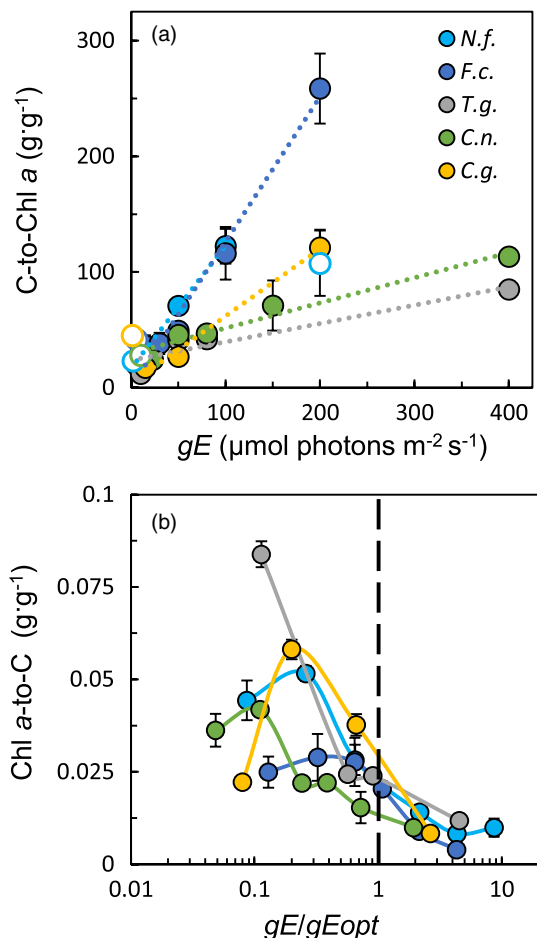 (a)
300
200
100
0
C-to-Chl a (g·g⁻¹)
N.f.
F.c.
T.g.
C.n.
C.g.
0 100 200 300 400
gE (µmol photons m⁻² s⁻¹)
(b)
0.1
0.075
0.05
0.025
0
Chl a-to-C (g·g⁻¹)
0.01 0.1 1 10
gE/gEopt